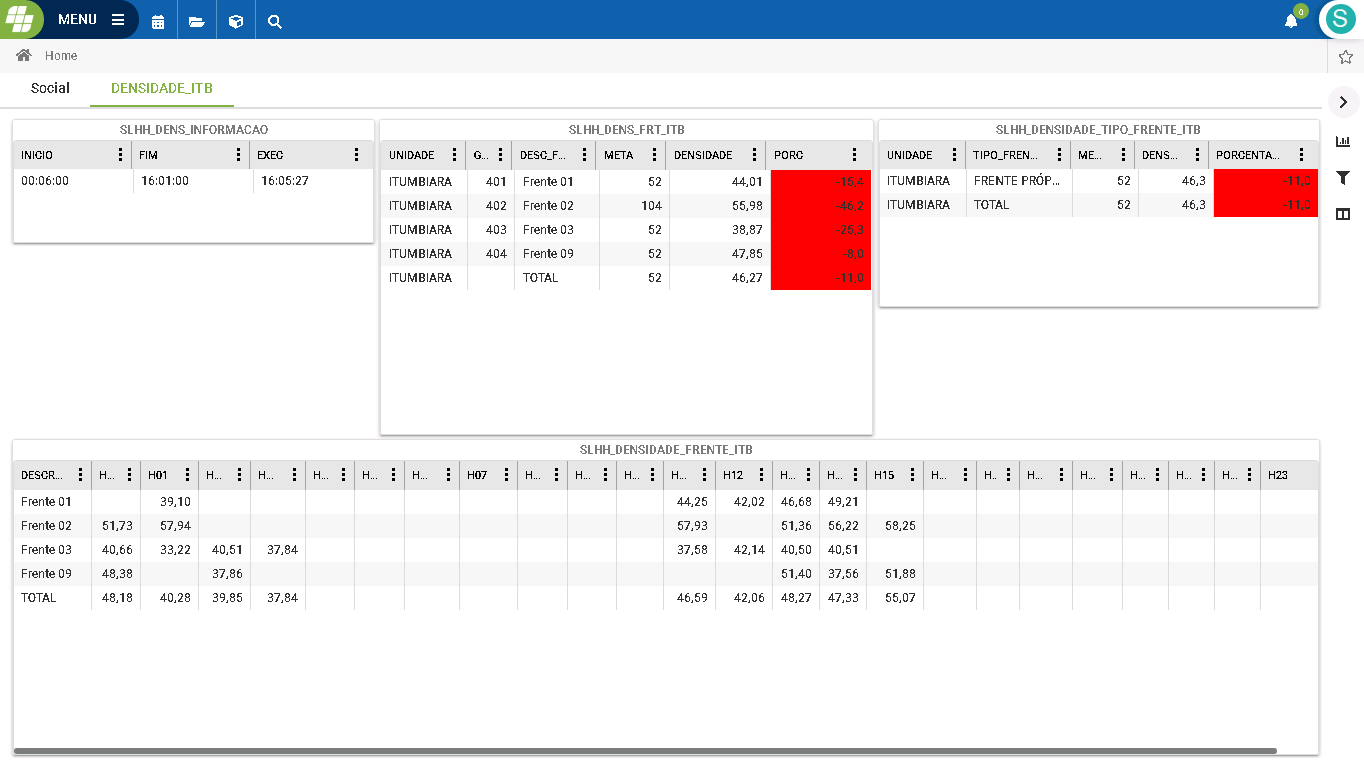 MENU
0
S
Home
Social DENSIDADE_ITB
SLHH_DENS_INFORMACAO
INICIO FIM EXEC
00:06:00 16:01:00 16:05:27
SLHH_DENS_FRT_ITB
UNIDADE G... DESC_F... META DENSIDADE PORC
ITUMBIARA 401 Frente 01 52 44,01 -15,4
ITUMBIARA 402 Frente 02 104 55,98 -46,2
ITUMBIARA 403 Frente 03 52 38,87 -25,3
ITUMBIARA 404 Frente 09 52 47,85 -8,0
ITUMBIARA TOTAL 52 46,27 -11,0
SLHH_DENSIDADE_TIPO_FRENTE_ITB
UNIDADE TIPO_FREN... ME... DENS... PORCENTA...
ITUMBIARA FRENTE PRÓP... 52 46,3 -11,0
ITUMBIARA TOTAL 52 46,3 -11,0
SLHH_DENSIDADE_FRENTE_ITB
DESCR... H... H01 H... H... H... H... H... H07 H... H... H... H... H12 H... H... H15 H... H... H... H... H... H... H... H23
Frente 01 39,10 44,25 42,02 46,68 49,21
Frente 02 51,73 57,94 57,93 51,36 56,22 58,25
Frente 03 40,66 33,22 40,51 37,84 37,58 42,14 40,50 40,51
Frente 09 48,38 37,86 51,40 37,56 51,88
TOTAL 48,18 40,28 39,85 37,84 46,59 42,06 48,27 47,33 55,07